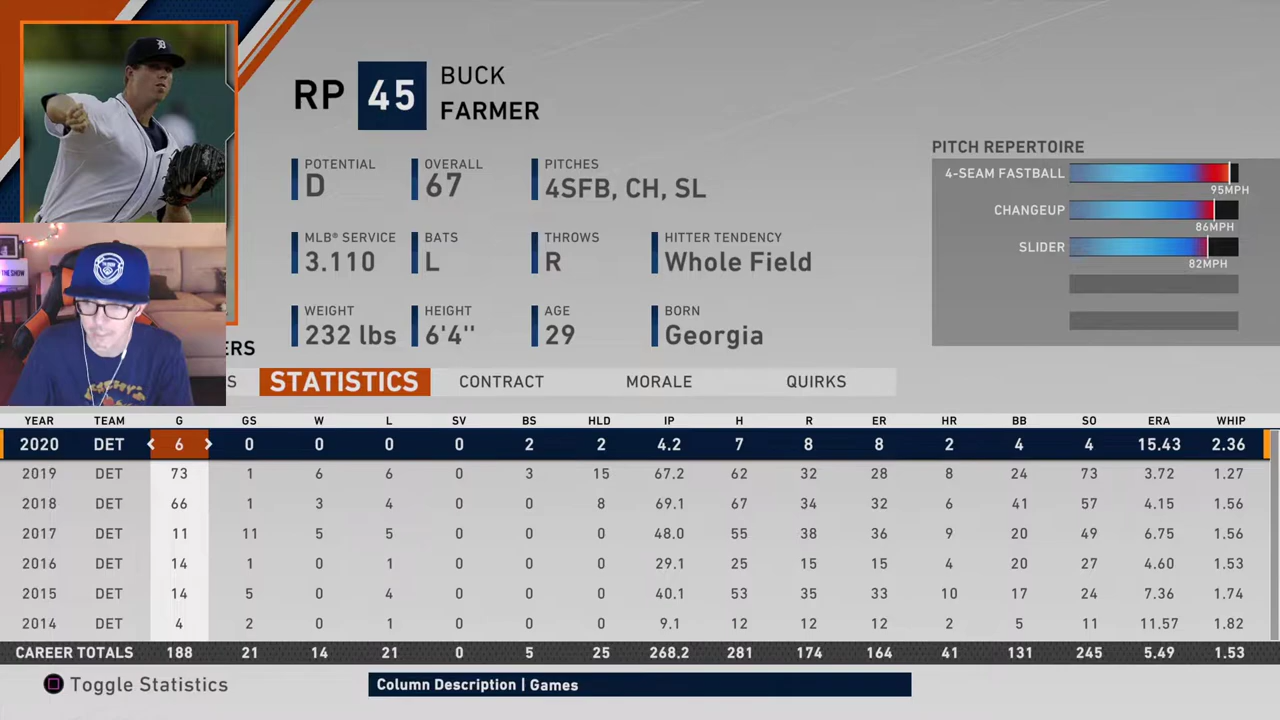 RP 45 BUCK FARMER
POTENTIAL OVERALL PITCHES
D 67 4SFB, CH, SL
MLB® SERVICE BATS THROWS HITTER TENDENCY
3.110 L R Whole Field
WEIGHT HEIGHT AGE BORN
232 lbs 6'4'' 29 Georgia
PITCH REPERTOIRE
4-SEAM FASTBALL
95MPH
CHANGEUP
86MPH
SLIDER
82MPH
THE SHOW
ERS
S STATISTICS CONTRACT MORALE QUIRKS
YEAR TEAM G GS W L SV BS HLD IP H R ER HR BB SO ERA WHIP
2020 DET < 6 > 0 0 0 0 2 2 4.2 7 8 8 2 4 4 15.43 2.36
2019 DET 73 1 6 6 0 3 15 67.2 62 32 28 8 24 73 3.72 1.27
2018 DET 66 1 3 4 0 0 8 69.1 67 34 32 6 41 57 4.15 1.56
2017 DET 11 11 5 5 0 0 0 48.0 55 38 36 9 20 49 6.75 1.56
2016 DET 14 1 0 1 0 0 0 29.1 25 15 15 4 20 27 4.60 1.53
2015 DET 14 5 0 4 0 0 0 40.1 53 35 33 10 17 24 7.36 1.74
2014 DET 4 2 0 1 0 0 0 9.1 12 12 12 2 5 11 11.57 1.82
CAREER TOTALS 188 21 14 21 0 5 25 268.2 281 174 164 41 131 245 5.49 1.53
Toggle Statistics
Column Description | Games